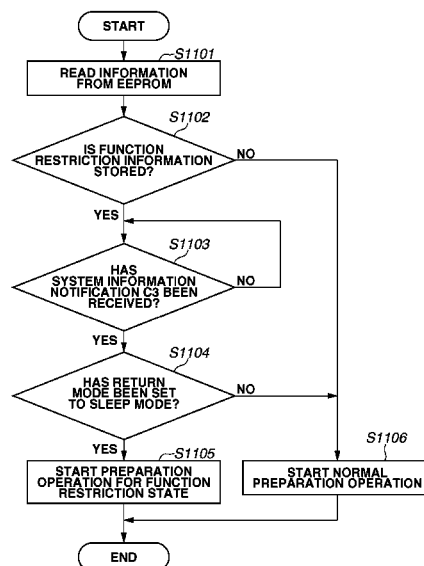 START
S1101
READ INFORMATION
FROM EEPROM
S1102
IS FUNCTION
RESTRICTION INFORMATION
STORED?
NO
YES
S1103
HAS
SYSTEM INFORMATION
NOTIFICATION C3 BEEN
RECEIVED?
NO
YES
S1104
HAS RETURN
MODE BEEN SET
TO SLEEP MODE?
NO
YES
S1105
START PREPARATION
OPERATION FOR FUNCTION
RESTRICTION STATE
S1106
START NORMAL
PREPARATION OPERATION
END